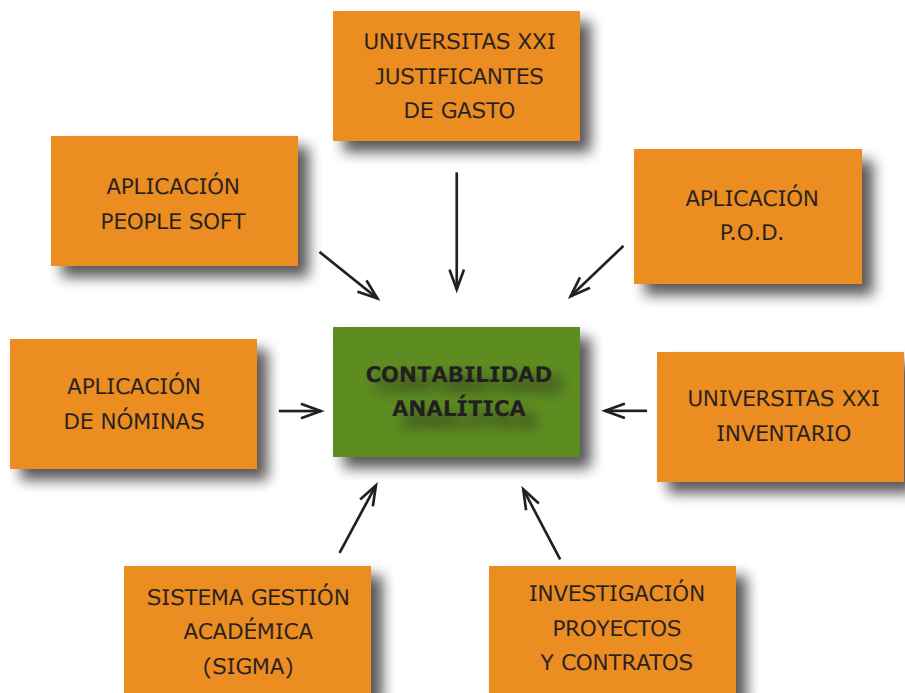 UNIVERSITAS XXI
JUSTIFICANTES
DE GASTO
APLICACIÓN
PEOPLE SOFT
APLICACIÓN
P.O.D.
CONTABILIDAD
ANALÍTICA
APLICACIÓN
DE NÓMINAS
UNIVERSITAS XXI
INVENTARIO
SISTEMA GESTIÓN
ACADÉMICA
(SIGMA)
INVESTIGACIÓN
PROYECTOS
Y CONTRATOS